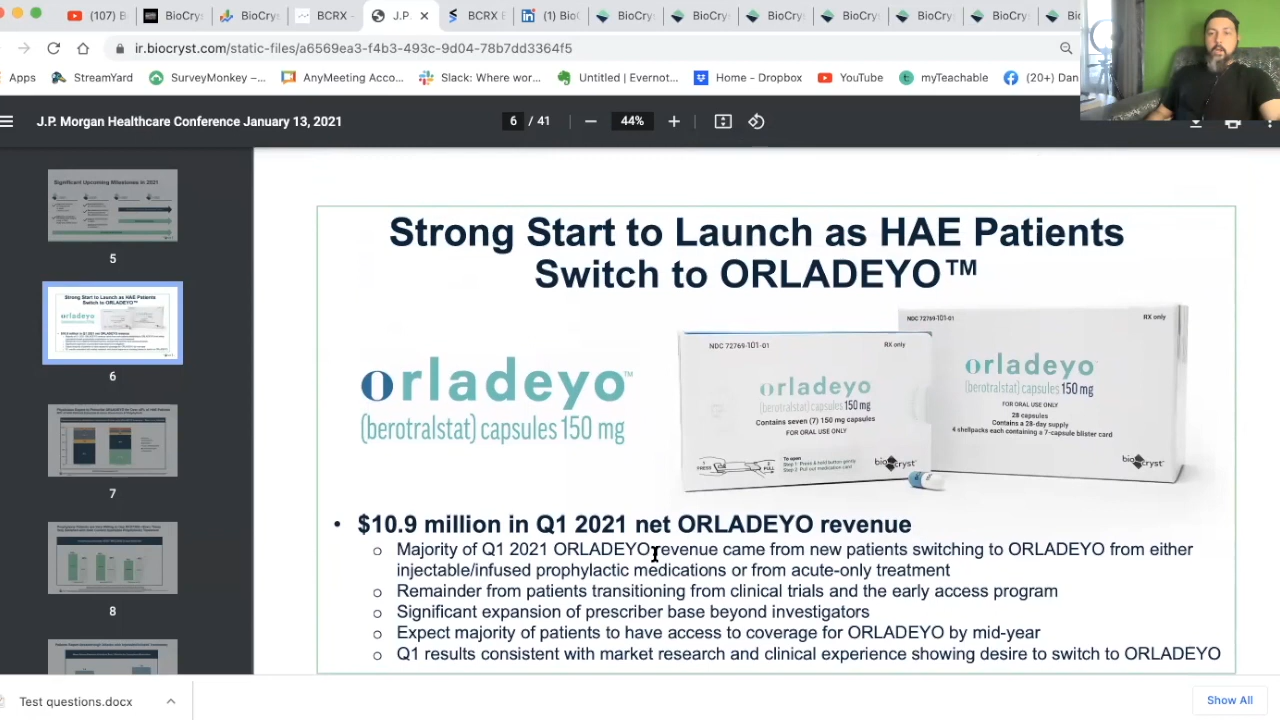 (107)
BioCrys
BioCry
BCRX -
J.P.
BCRX E
(1) Bio
BioCry
BioCry
BioCry
BioCry
BioCry
BioCry
ir.biocryst.com/static-files/a6569ea3-f4b3-493c-9d04-78b7dd3364f5
Apps
StreamYard
SurveyMonkey –...
AnyMeeting Acco...
Slack: Where wor...
Untitled | Evernot...
Home - Dropbox
YouTube
myTeachable
(20+) Dan
J.P. Morgan Healthcare Conference January 13, 2021
6 / 41
44%
Significant Upcoming Milestones in 2021
5
Strong Start to Launch as HAE Patients
Switch to ORLADEYO™
orladeyo
6
7
8
Strong Start to Launch as HAE Patients
Switch to ORLADEYO™
orladeyo™
(berotralstat) capsules 150 mg
NDC 72769-101-01
RX only
orladeyo
(berotralstat) capsules 150 mg
Contains seven (7) 150 mg capsules
FOR ORAL USE ONLY
PRESS
PULL
To open
biocryst
NDC 72769-101-01
RX only
orladeyo™
(berotralstat) capsules 150 mg
FOR ORAL USE ONLY
28 capsules
Contains a 28-day supply
4 shellpacks each containing a 7-capsule blister card
biocryst
• $10.9 million in Q1 2021 net ORLADEYO revenue
o Majority of Q1 2021 ORLADEYO revenue came from new patients switching to ORLADEYO from either
injectable/infused prophylactic medications or from acute-only treatment
o Remainder from patients transitioning from clinical trials and the early access program
o Significant expansion of prescriber base beyond investigators
o Expect majority of patients to have access to coverage for ORLADEYO by mid-year
o Q1 results consistent with market research and clinical experience showing desire to switch to ORLADEYO
Test questions.docx
Show All